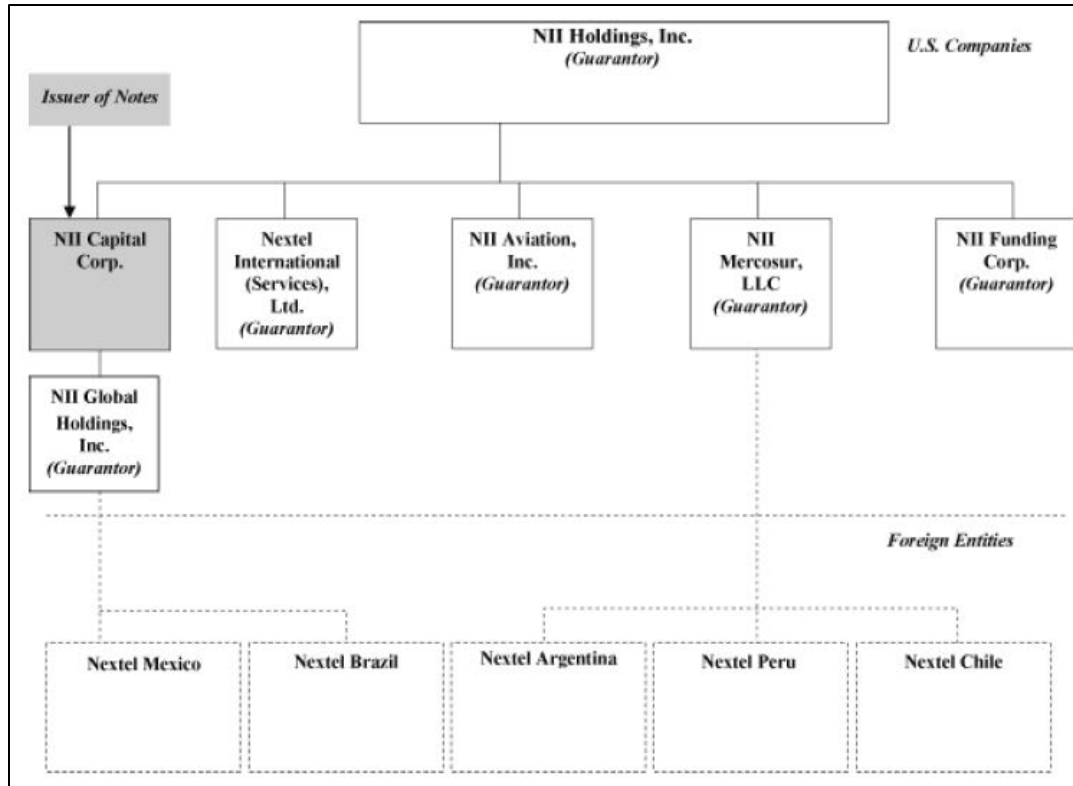 NII Holdings, Inc.
(Guarantor)
U.S. Companies
Issuer of Notes
NII Capital
Corp.
Nextel
International
(Services),
Ltd.
(Guarantor)
NII Aviation,
Inc.
(Guarantor)
NII
Mercosur,
LLC
(Guarantor)
NII Funding
Corp.
(Guarantor)
NII Global
Holdings,
Inc.
(Guarantor)
Foreign Entities
Nextel Mexico
Nextel Brazil
Nextel Argentina
Nextel Peru
Nextel Chile